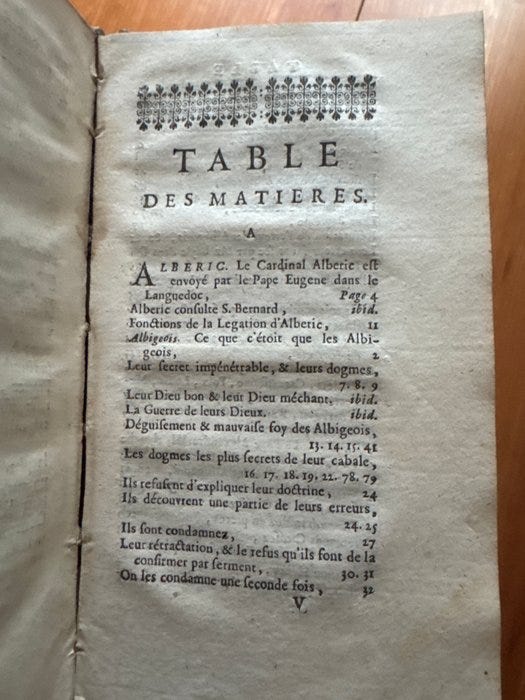 TABLE
DES MATIERES.
A
ALBERIC. Le Cardinal Alberic est
envoyé par le Pape Eugene dans le
Languedoc, Page 4
Alberic consulte S. Bernard, ibid.
Fonctions de la Legation d'Alberic, 11
Albigeois. Ce que c'étoit que les Albi-
geois, 2
Leur secret impénétrable, & leurs dogmes,
7. 8. 9
Leur Dieu bon & leur Dieu méchant. ibid.
La Guerre de leurs Dieux. ibid.
Déguisement & mauvaise foy des Albigeois,
13. 14. 15. 41
Les dogmes les plus secrets de leur cabale,
16. 17. 18. 19. 22. 78. 79
Ils refusent d'expliquer leur doctrine, 24
Ils découvrent une partie de leurs erreurs,
24. 25
Ils sont condamnez, 27
Leur rétractation, & le refus qu'ils font de la
confirmer par serment, 30. 31
On les condamne une seconde fois, 32
V